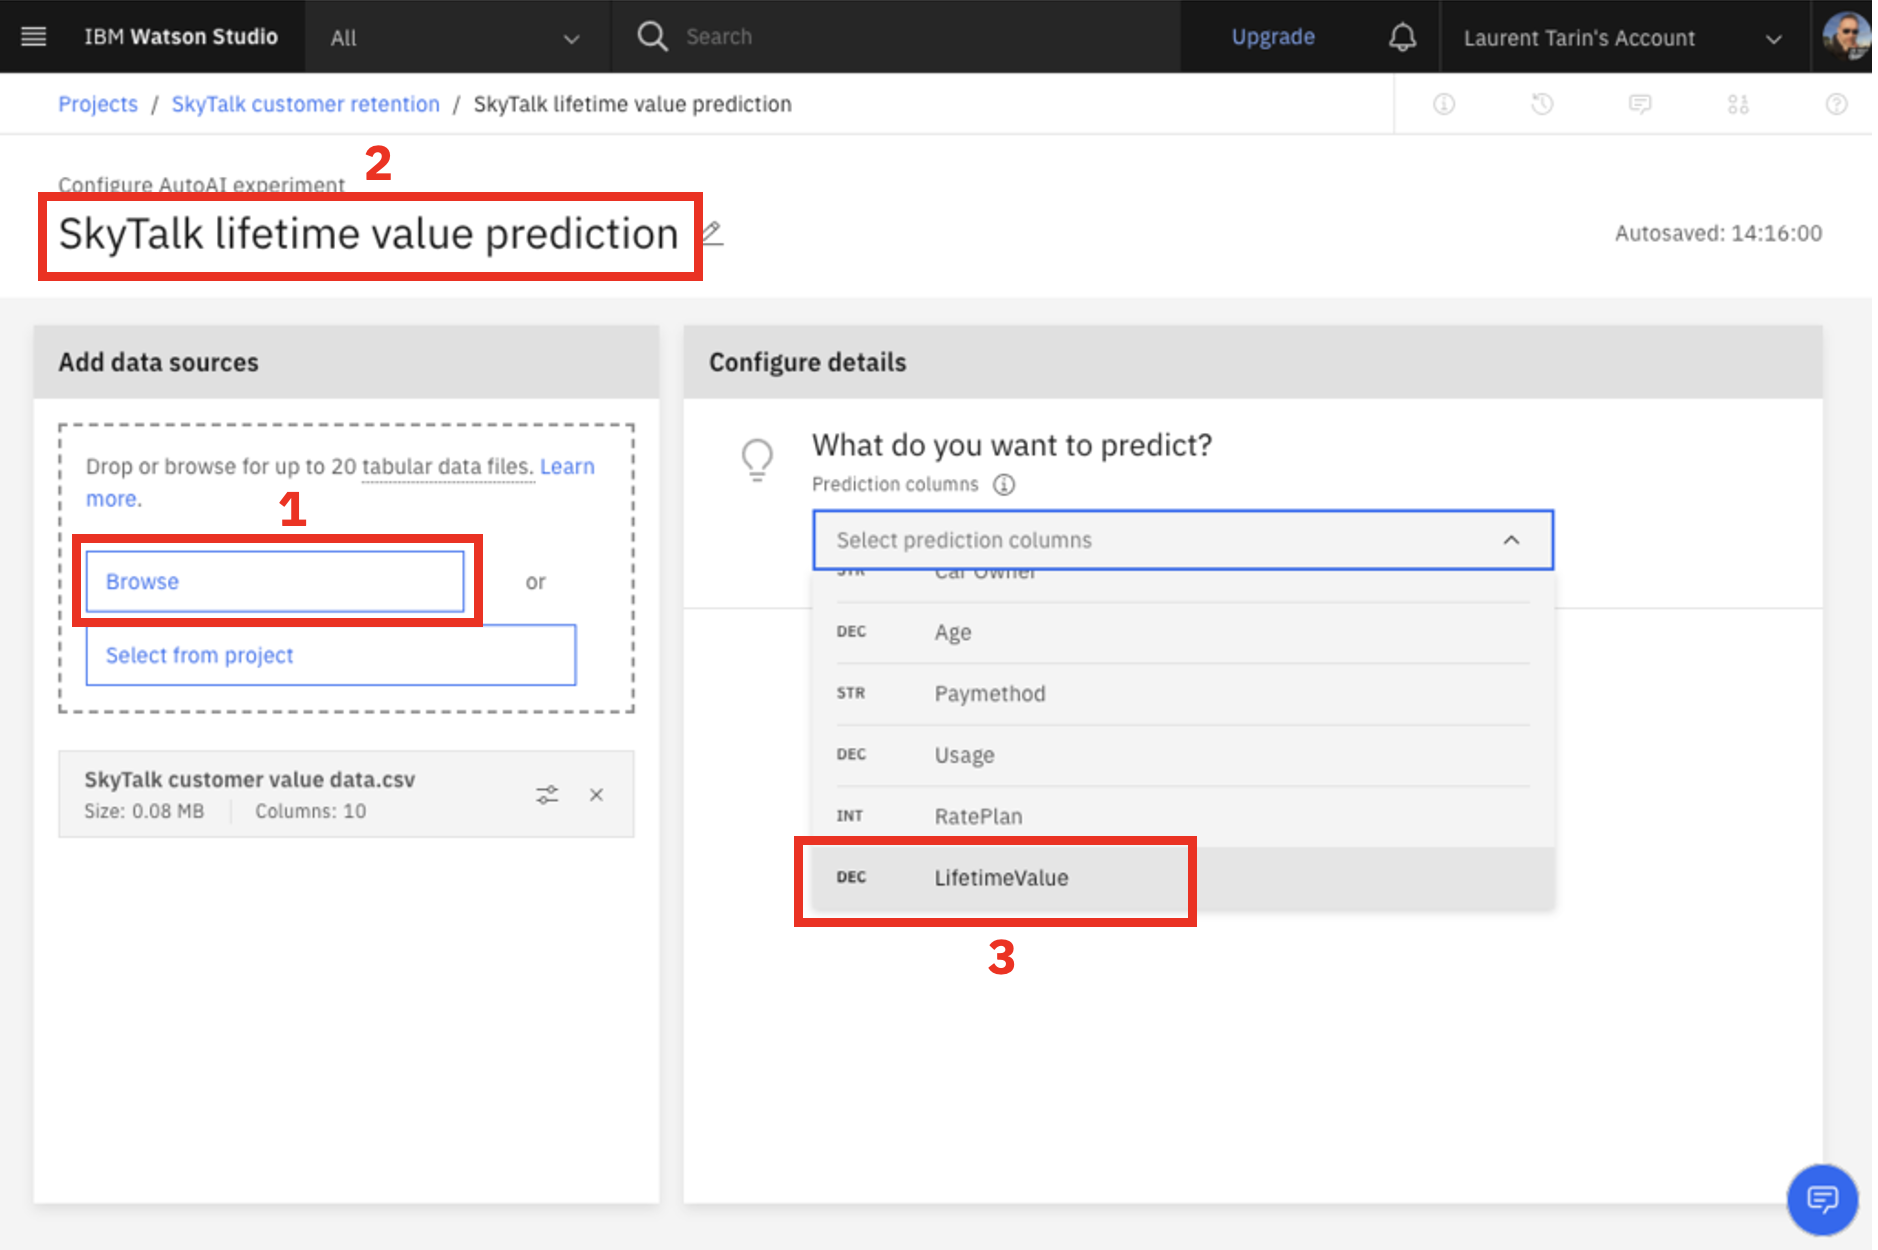 IBM Watson Studio
All
Search
Upgrade
Laurent Tarin's Account
Projects / SkyTalk customer retention / SkyTalk lifetime value prediction
2
Configure AutoAI experiment
SkyTalk lifetime value prediction
Autosaved: 14:16:00
Add data sources
Drop or browse for up to 20 tabular data files. Learn
more.
1
Browse
or
Select from project
SkyTalk customer value data.csv
Size: 0.08 MB
Columns: 10
Configure details
What do you want to predict?
Prediction columns
Select prediction columns
STR Car Owner
DEC Age
STR Paymethod
DEC Usage
INT RatePlan
DEC LifetimeValue
3